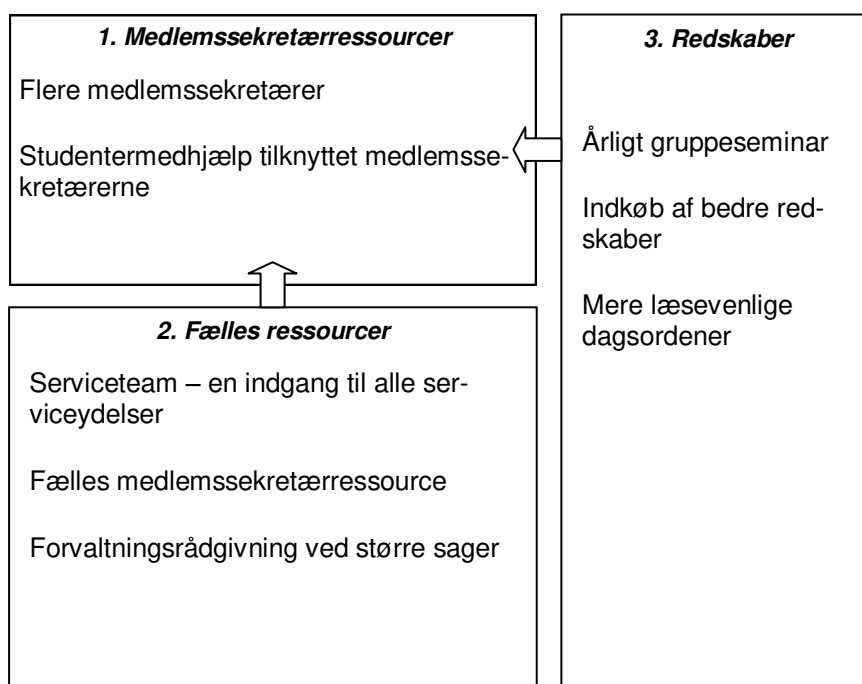 1. Medlemssekretærressourcer
Flere medlemssekretærer
Studentermedhjælp tilknyttet medlemsse-
kretærerne
2. Fælles ressourcer
Serviceteam – en indgang til alle ser-
viceydelser
Fælles medlemssekretærressource
Forvaltningsrådgivning ved større sager
3. Redskaber
Årligt gruppeseminar
Indkøb af bedre red-
skaber
Mere læsevenlige
dagsordener